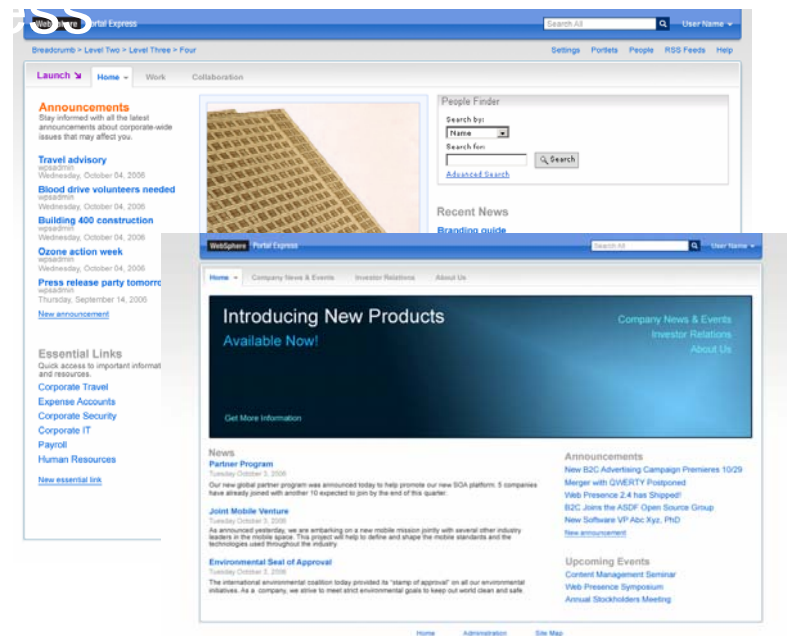 WebSphere Portal Express
Search All
User Name
Breadcrumb > Level Two > Level Three > Four
Settings Portlets People RSS Feeds Help
Launch Home Work Collaboration
Announcements
Stay informed with all the latest
announcements about corporate-wide
issues that may affect you.
Travel advisory
wpsadmin
Wednesday, October 04, 2006
Blood drive volunteers needed
wpsadmin
Wednesday, October 04, 2006
Building 400 construction
wpsadmin
Wednesday, October 04, 2006
Ozone action week
wpsadmin
Wednesday, October 04, 2006
Press release party tomorro
wpsadmin
Thursday, September 14, 2006
New announcement
Essential Links
Quick access to important informat
and resources.
Corporate Travel
Expense Accounts
Corporate Security
Corporate IT
Payroll
Human Resources
New essential link
People Finder
Search by:
Name
Search for:
Search
Advanced Search
Recent News
Branding guide
WebSphere Portal Express
Search All
User Name
Home Company News & Events Investor Relations About Us
Introducing New Products
Available Now!
Get More Information
Company News & Events
Investor Relations
About Us
News
Partner Program
Tuesday October 3, 2006
Our new global partner program was announced today to help promote our new SOA platform. 5 companies
have already joined with another 10 expected to join by the end of this quarter.
Joint Mobile Venture
Tuesday October 3, 2006
As announced yesterday, we are embarking on a new mobile mission jointly with several other industry
leaders in the mobile space. This project will help to define and shape the mobile standards and the
technologies used throughout the industry.
Environmental Seal of Approval
Tuesday October 3, 2006
The international environmental coalition today provided its "stamp of approval" on all our environmental
initiatives. As a company, we strive to meet strict environmental goals to keep out world clean and safe.
Announcements
New B2C Advertising Campaign Premieres 10/29
Merger with QWERTY Postponed
Web Presence 2.4 has Shipped!
B2C Joins the ASDF Open Source Group
New Software VP Abc Xyz, PhD
New announcement
Upcoming Events
Content Management Seminar
Web Presence Symposium
Annual Stockholders Meeting
Home Administration Site Map